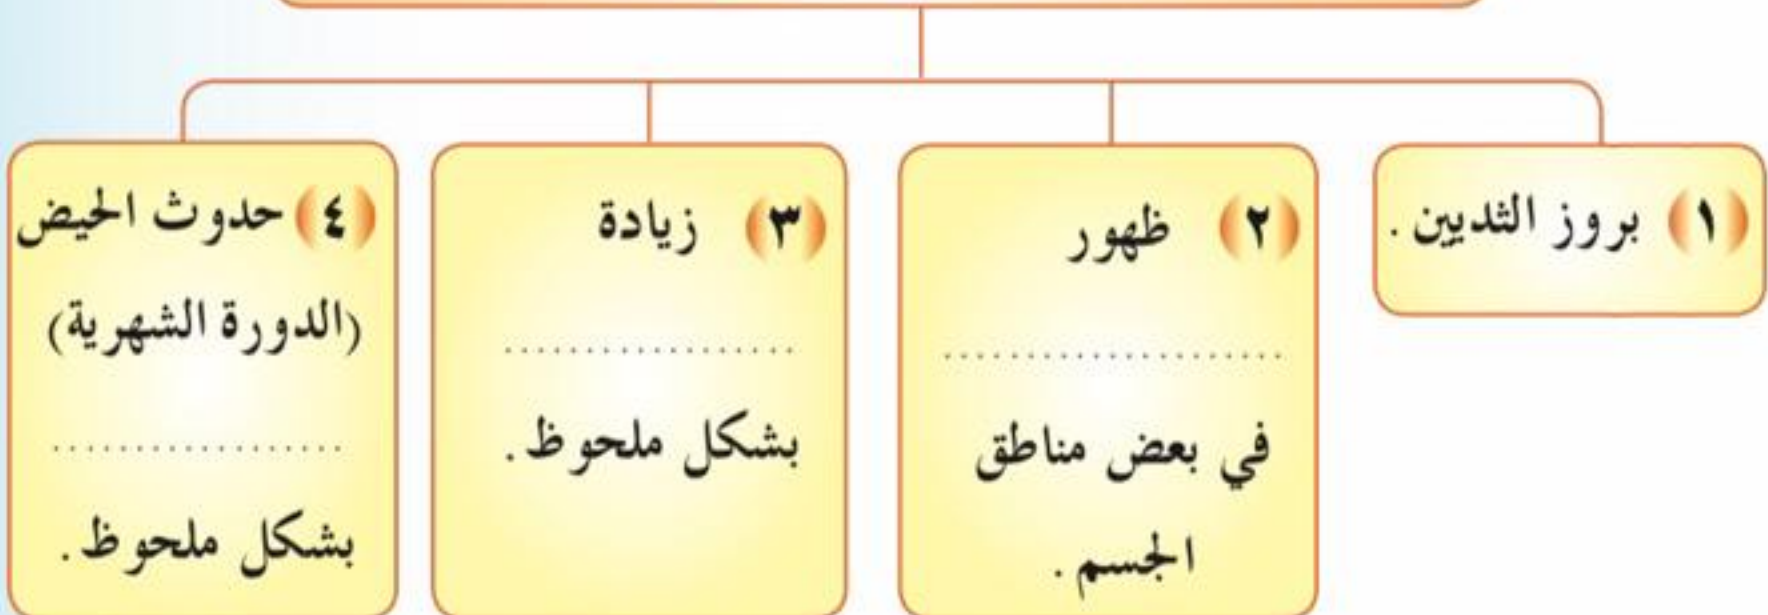 (١) بروز الثديين .
(٢) ظهور
.....................
في بعض مناطق
الجسم .
(٣) زيادة
..................
بشكل ملحوظ .
(٤) حدوث الحيض
(الدورة الشهرية)
..................
بشكل ملحوظ .